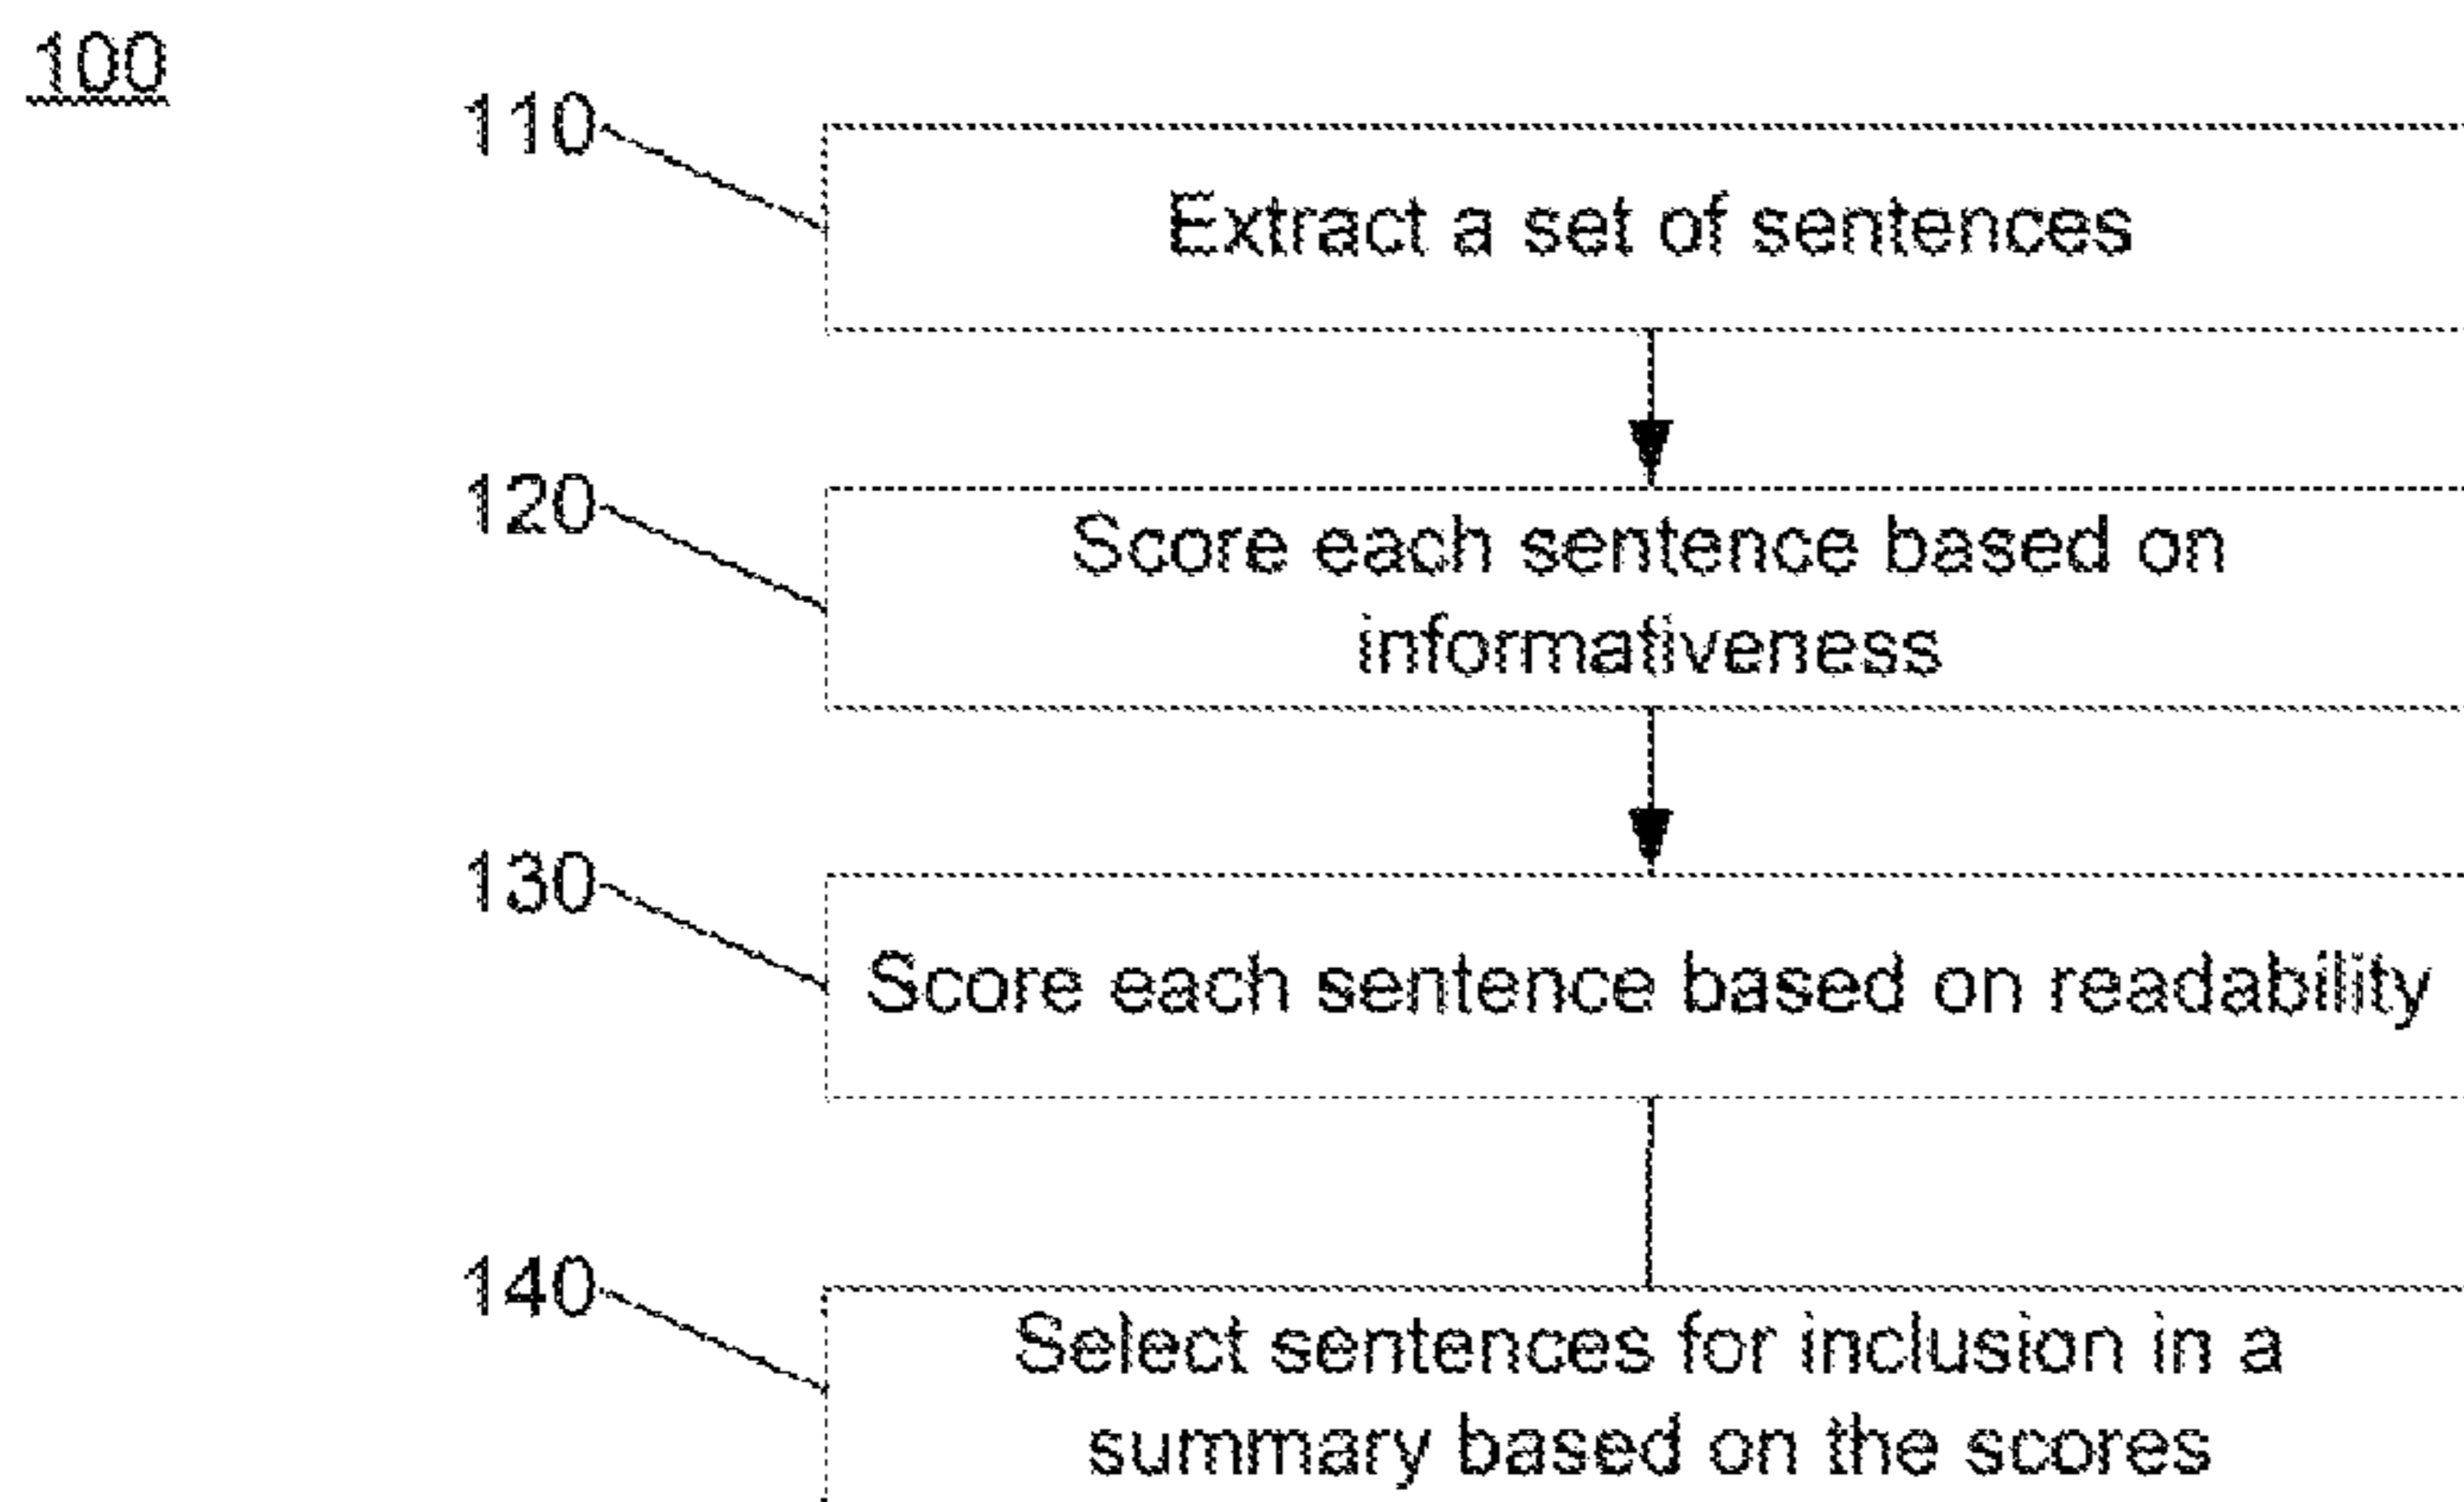 100
110
Extract a set of sentences
120
Score each sentence based on
informativeness
130
Score each sentence based on readability
140
Select sentences for inclusion in a
summary based on the scores